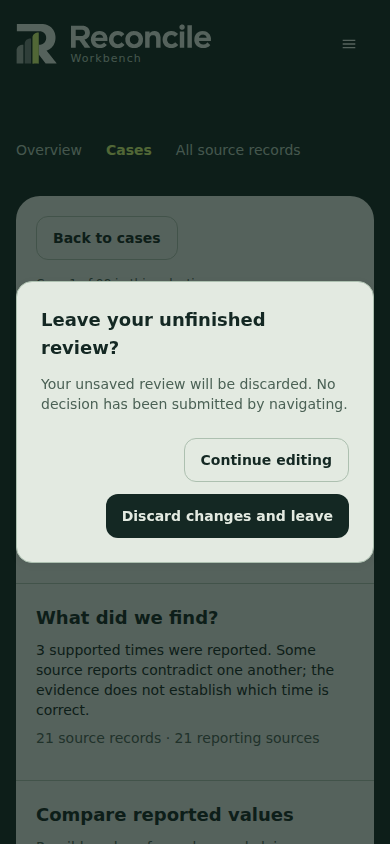 Reconcile
Workbench
Overview Cases All source records
Back to cases
Leave your unfinished
review?
Your unsaved review will be discarded. No
decision has been submitted by navigating.
Continue editing
Discard changes and leave
What did we find?
3 supported times were reported. Some
source reports contradict one another; the
evidence does not establish which time is
correct.
21 source records · 21 reporting sources
Compare reported values